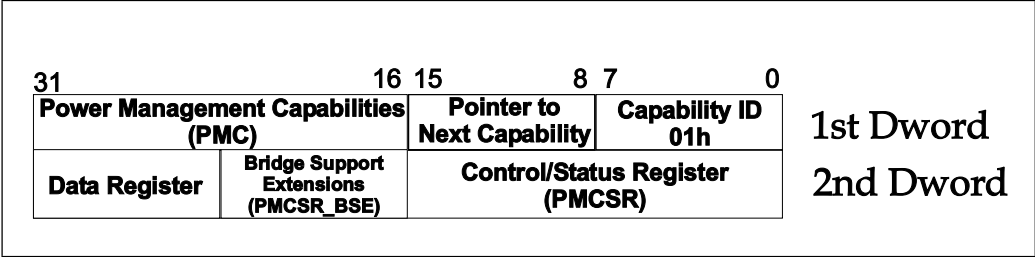 31 16 15 8 7 0
Power Management Capabilities
(PMC)
Pointer to
Next Capability
Capability ID
01h
1st Dword
Data Register
Bridge Support
Extensions
(PMCSR_BSE)
Control/Status Register
(PMCSR)
2nd Dword